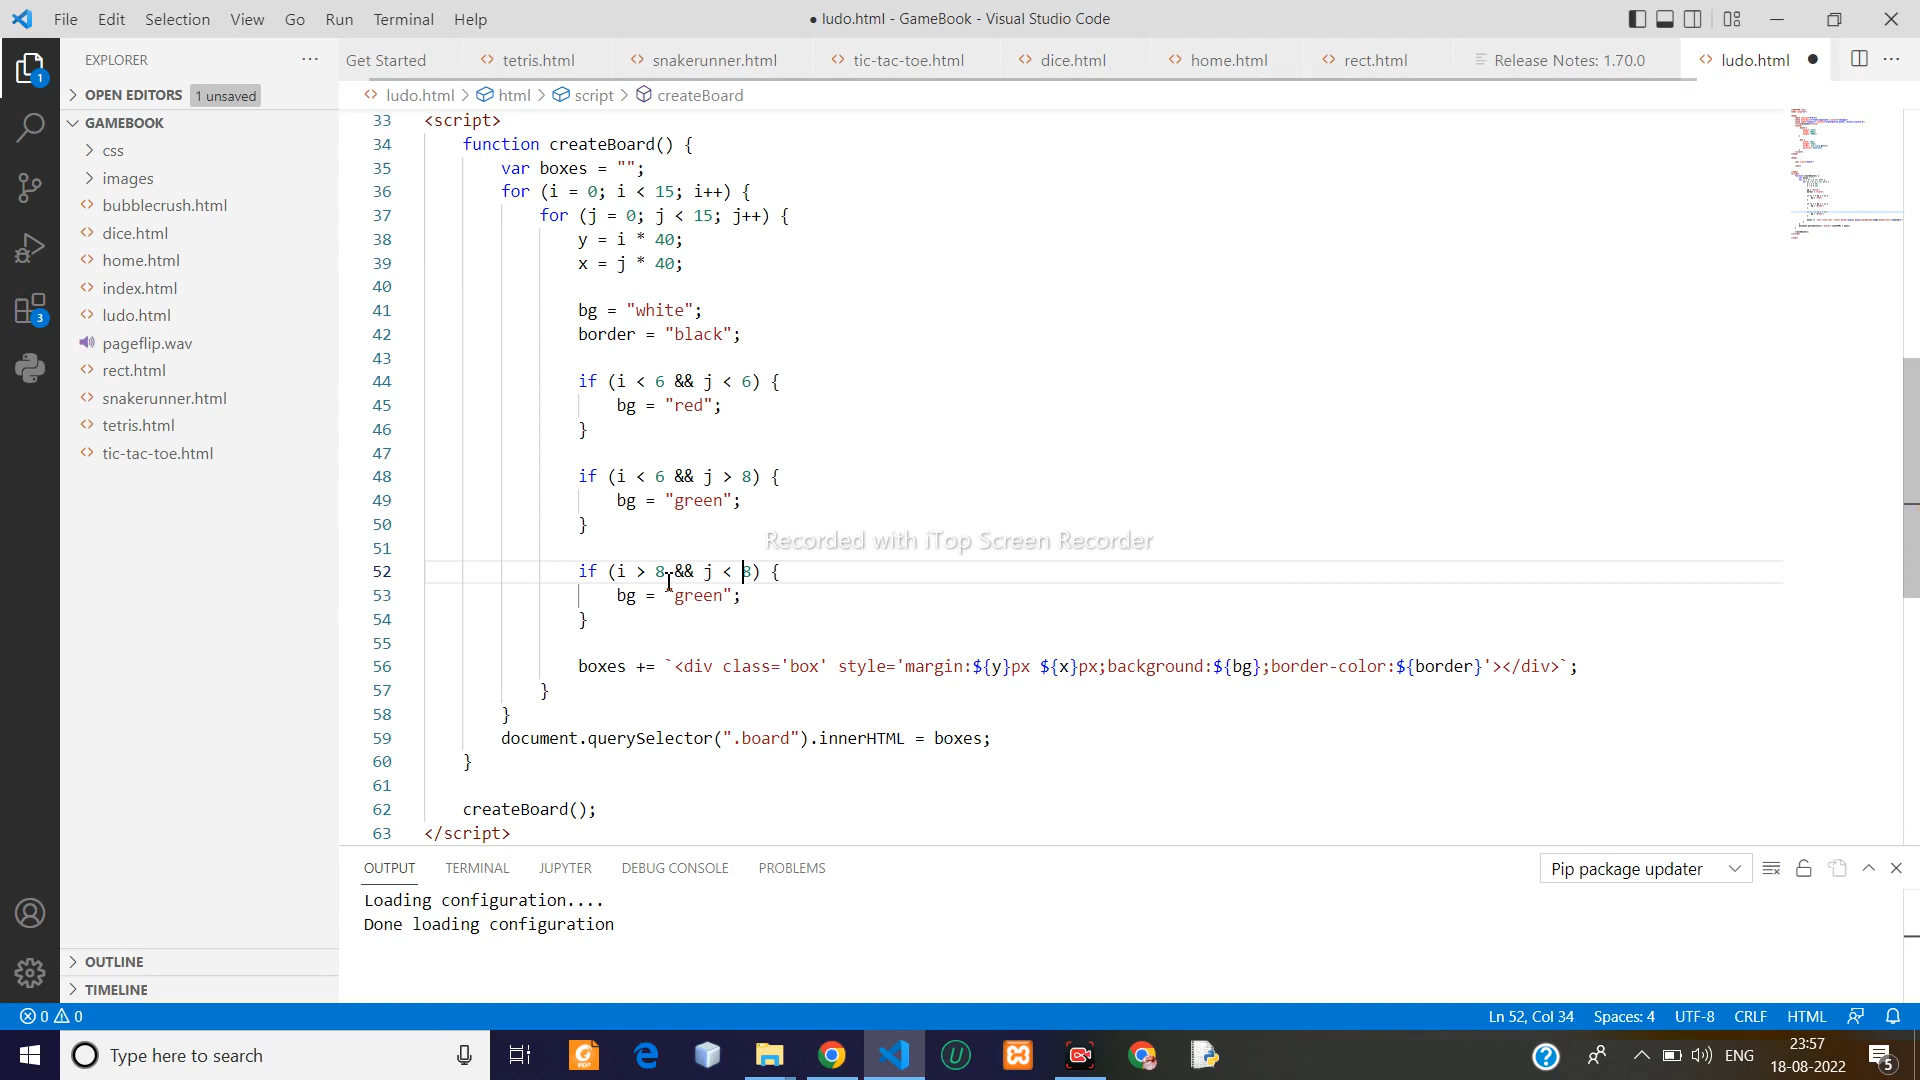 File Edit Selection View Go Run Terminal Help
● ludo.html - GameBook - Visual Studio Code
EXPLORER
Get Started tetris.html snakerunner.html tic-tac-toe.html dice.html home.html rect.html Release Notes: 1.70.0 ludo.html
OPEN EDITORS 1 unsaved
ludo.html > html > script > createBoard
GAMEBOOK
css
images
bubblecrush.html
dice.html
home.html
index.html
ludo.html
pageflip.wav
rect.html
snakerunner.html
tetris.html
tic-tac-toe.html
OUTLINE
TIMELINE
1
3
33 <script>
34 function createBoard() {
35 var boxes = "";
36 for (i = 0; i < 15; i++) {
37 for (j = 0; j < 15; j++) {
38 y = i * 40;
39 x = j * 40;
40
41 bg = "white";
42 border = "black";
43
44 if (i < 6 && j < 6) {
45 bg = "red";
46 }
47
48 if (i < 6 && j > 8) {
49 bg = "green";
50 }
51
52 if (i > 8 && j < 8) {
53 bg = "green";
54 }
55
56 boxes += `<div class='box' style='margin:${y}px ${x}px;background:${bg};border-color:${border}'></div>`;
57 }
58 }
59 document.querySelector(".board").innerHTML = boxes;
60 }
61
62 createBoard();
63 </script>
Recorded with iTop Screen Recorder
OUTPUT TERMINAL JUPYTER DEBUG CONSOLE PROBLEMS
Pip package updater
Loading configuration....
Done loading configuration
0 0
Ln 52, Col 34 Spaces: 4 UTF-8 CRLF HTML
Type here to search
ENG
23:57
18-08-2022
5